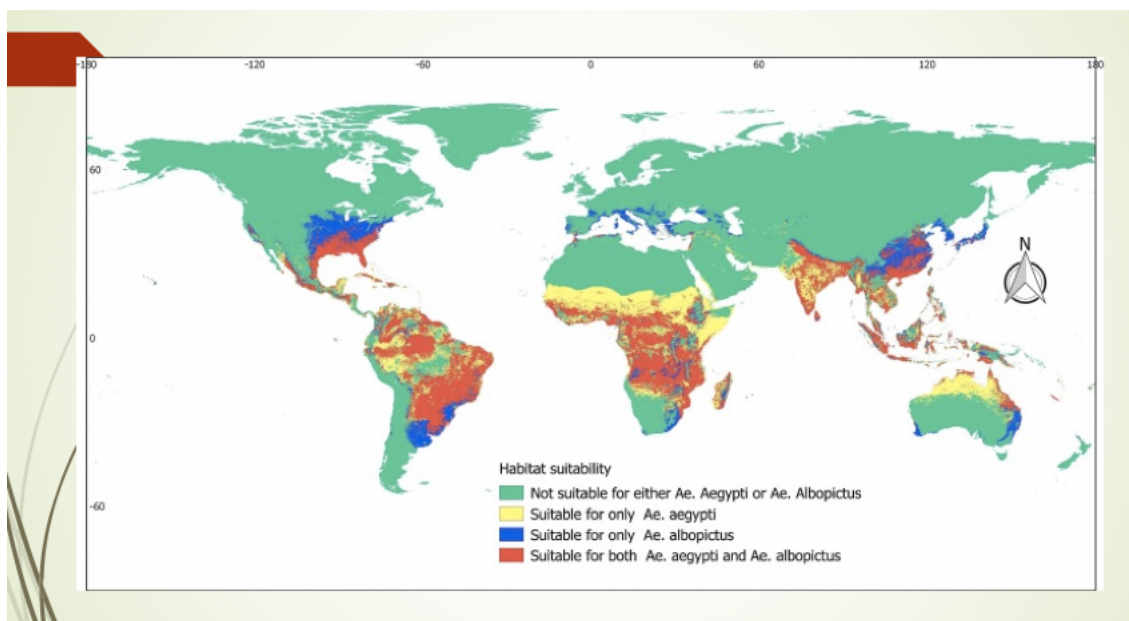 -180 -120 -60 0 60 120 180
60
N
0
Habitat suitability
Not suitable for either Ae. Aegypti or Ae. Albopictus
-60
Suitable for only Ae. aegypti
Suitable for only Ae. albopictus
Suitable for both Ae. aegypti and Ae. albopictus